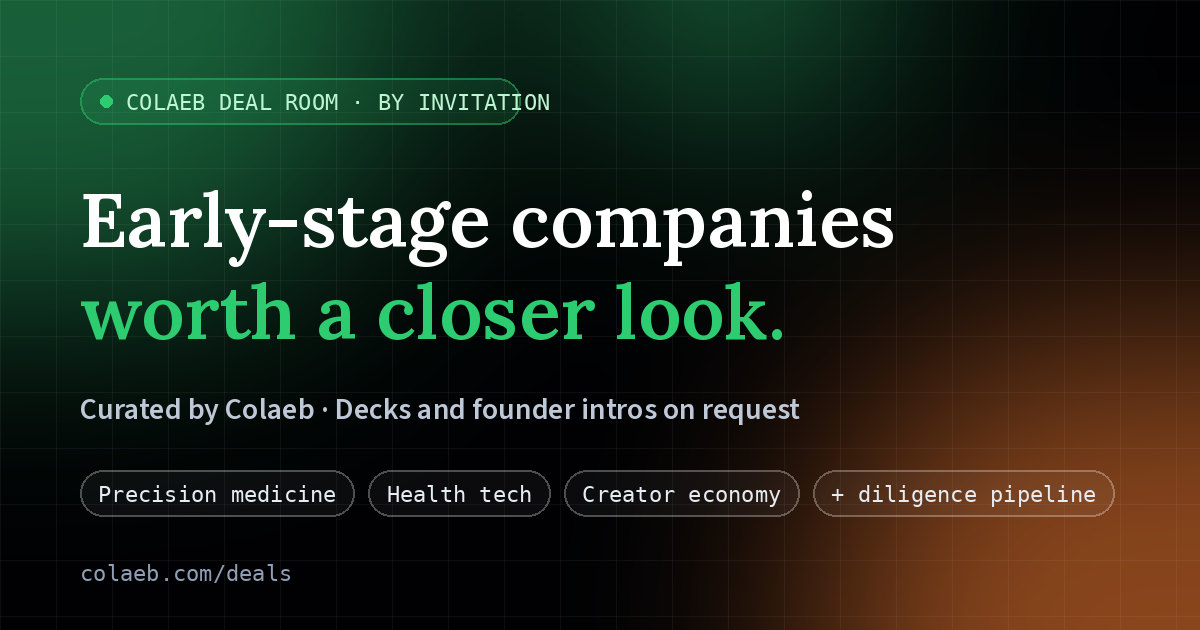 COLAEB DEAL ROOM · BY INVITATION
Early-stage companies
worth a closer look.
Curated by Colaeb · Decks and founder intros on request
Precision medicine Health tech Creator economy + diligence pipeline
colaeb.com/deals